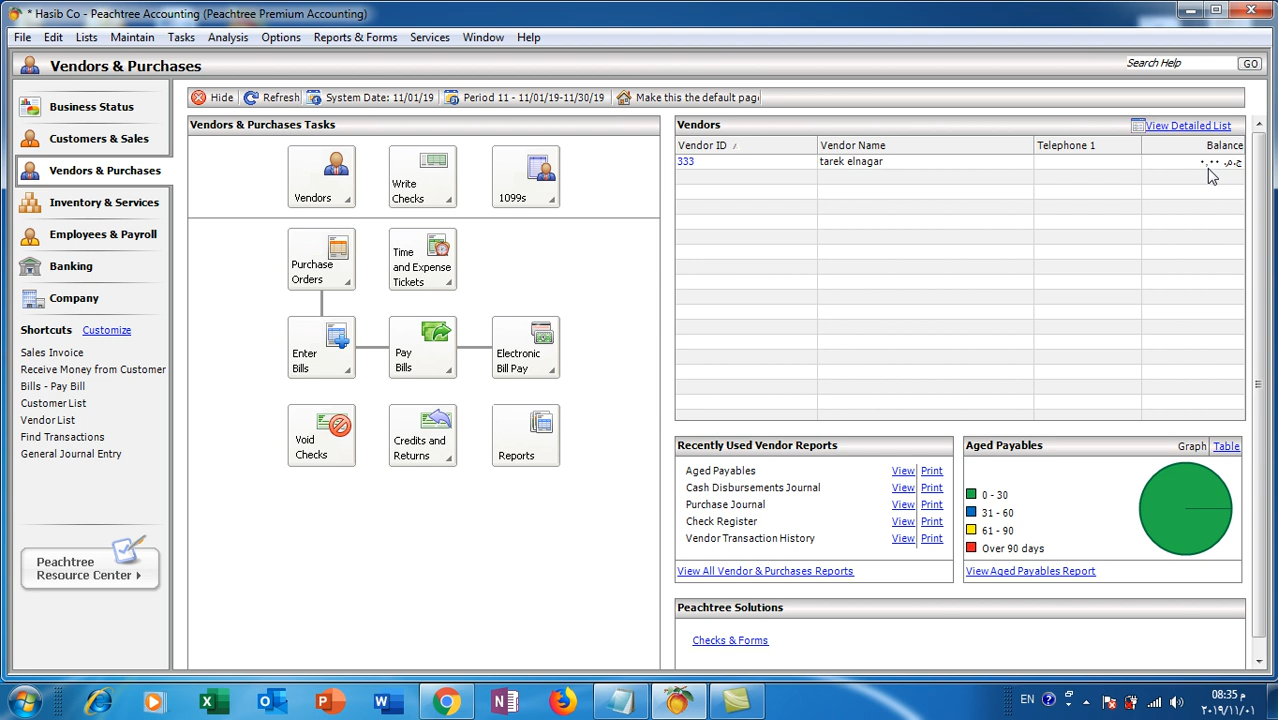 * Hasib Co - Peachtree Accounting (Peachtree Premium Accounting)
File Edit Lists Maintain Tasks Analysis Options Reports & Forms Services Window Help
Vendors & Purchases
Search Help GO
Business Status
Customers & Sales
Vendors & Purchases
Inventory & Services
Employees & Payroll
Banking
Company
Shortcuts Customize
Sales Invoice
Receive Money from Customer
Bills - Pay Bill
Customer List
Vendor List
Find Transactions
General Journal Entry
Peachtree
Resource Center
Hide Refresh System Date: 11/01/19 Period 11 - 11/01/19-11/30/19 Make this the default page
Vendors & Purchases Tasks
Vendors
Write
Checks
1099s
Purchase
Orders
Time
and Expense
Tickets
Enter
Bills
Pay
Bills
Electronic
Bill Pay
Void
Checks
Credits and
Returns
Reports
Vendors View Detailed List
Vendor ID Vendor Name Telephone 1 Balance
333 tarek elnagar ج.م. ٠,٠٠
Recently Used Vendor Reports
Aged Payables View Print
Cash Disbursements Journal View Print
Purchase Journal View Print
Check Register View Print
Vendor Transaction History View Print
View All Vendor & Purchases Reports
Aged Payables Graph Table
0 - 30
31 - 60
61 - 90
Over 90 days
View Aged Payables Report
Peachtree Solutions
Checks & Forms
EN
08:35 م
٢٠١٩/١١/٠١